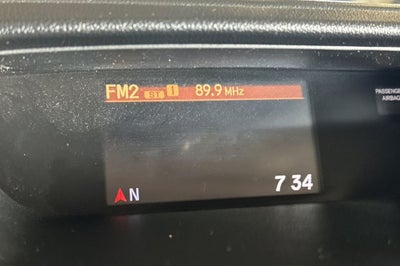 FM2 ST 1 89.9 MHz
PASSENGER
AIRBAG
N 7 34